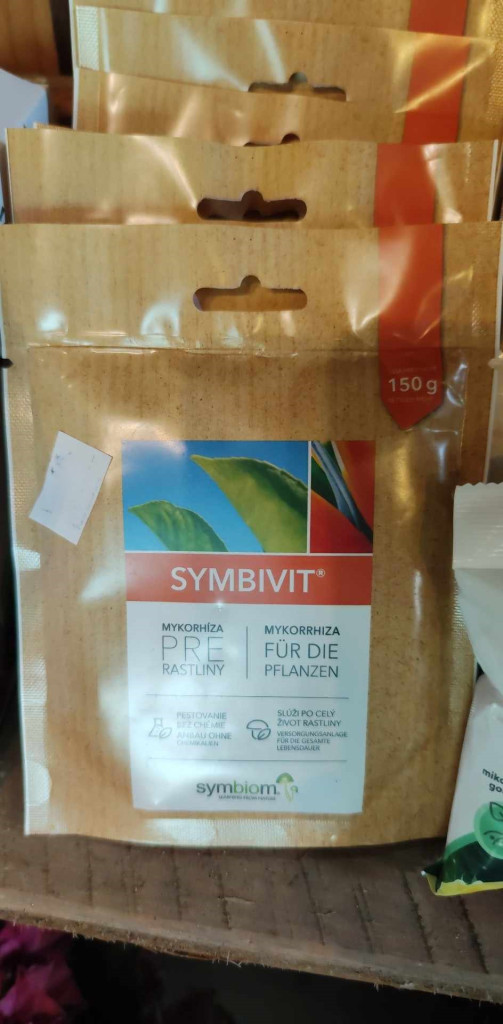 150 g
SYMBIVIT®
MYKORHÍZA
PRE
RASTLINY
MYKORRHIZA
FÜR DIE
PFLANZEN
PESTOVANIE
BEZ CHÉMIE
ANBAU OHNE
CHEMIKALIEN
SLÚŽI PO CELÝ
ŽIVOT RASTLINY
VERSORGUNGSANLAGE
FÜR DIE GESAMTE
LEBENSDAUER
symbiom